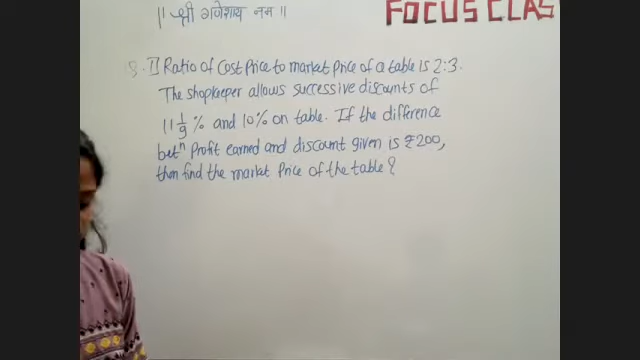 || श्री गणेशाय नमः ||
FOCUS CLAS
Q. 1] Ratio of Cost Price to market Price of a table is 2:3.
The shopkeeper allows successive discounts of
11 1/9 % and 10% on table. If the difference
betⁿ Profit earned and discount given is ₹200,
then find the market Price of the table?